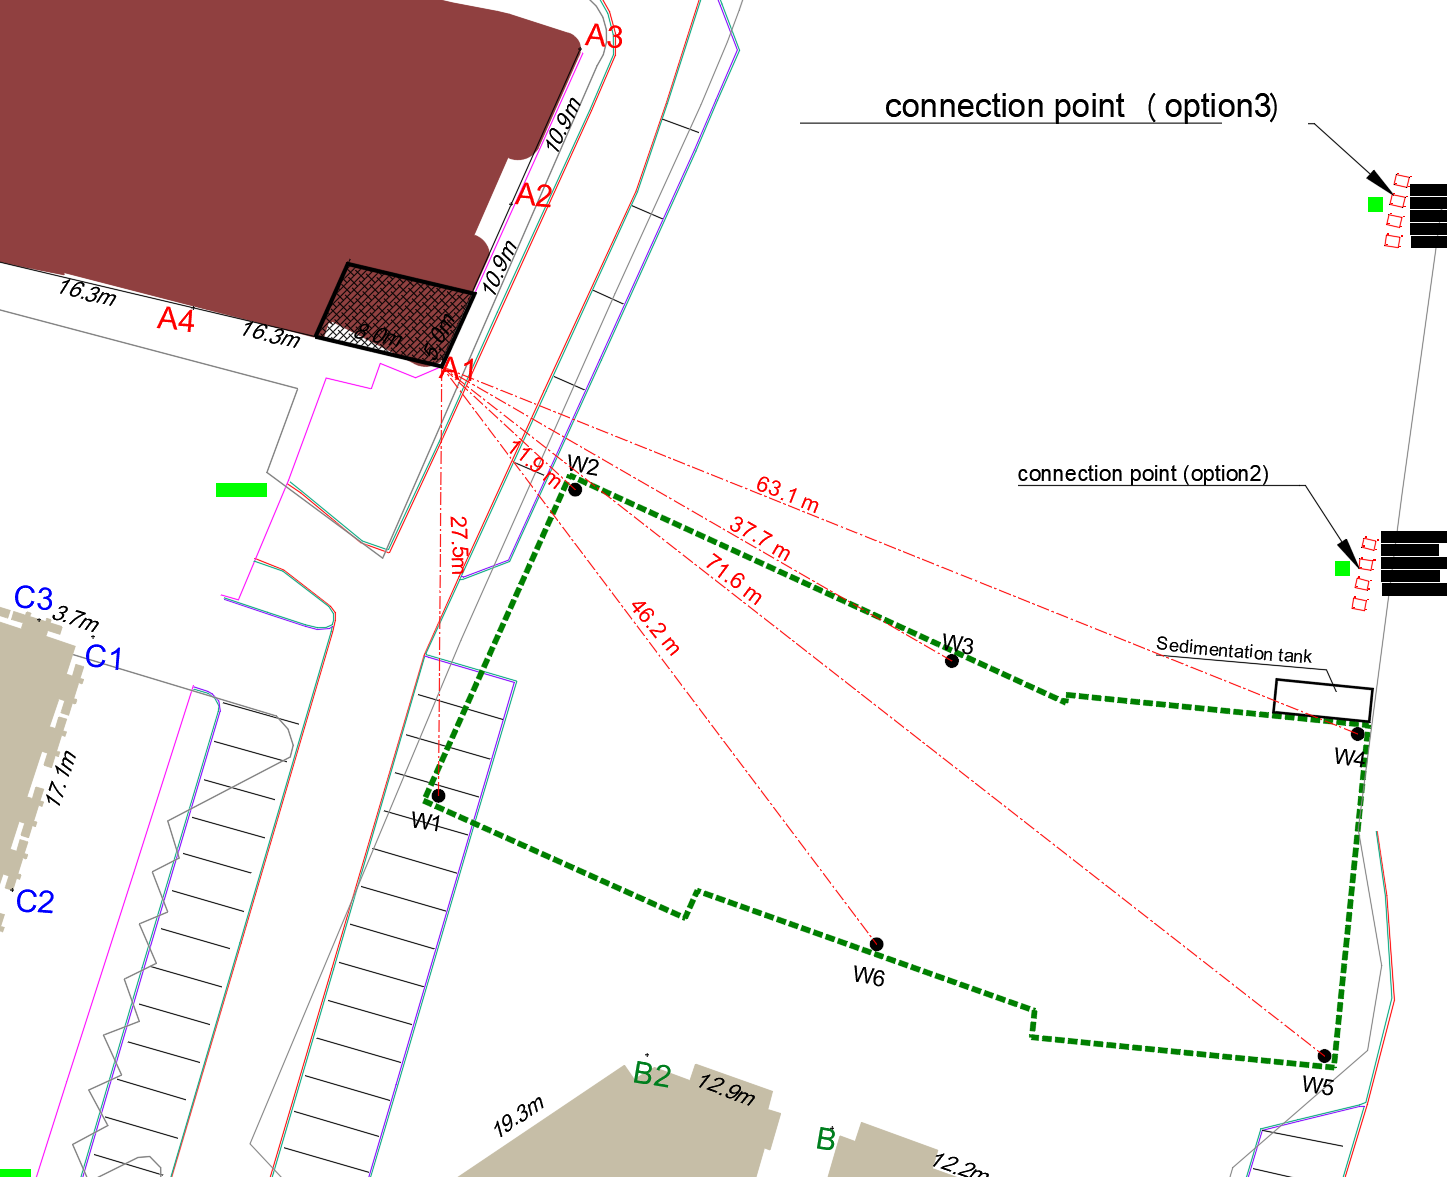 A3
connection point ( option3)
10.9m
A2
10.9m
16.3m
A4
16.3m
8.0m
5.0m
A1
11.9 m
W2
connection point (option2)
63.1 m
27.5m
37.7 m
71.6 m
C3
3.7m
46.2 m
C1
W3
Sedimentation tank
W4
17.1m
W1
C2
W6
B2
12.9m
W5
19.3m
B
12.2m